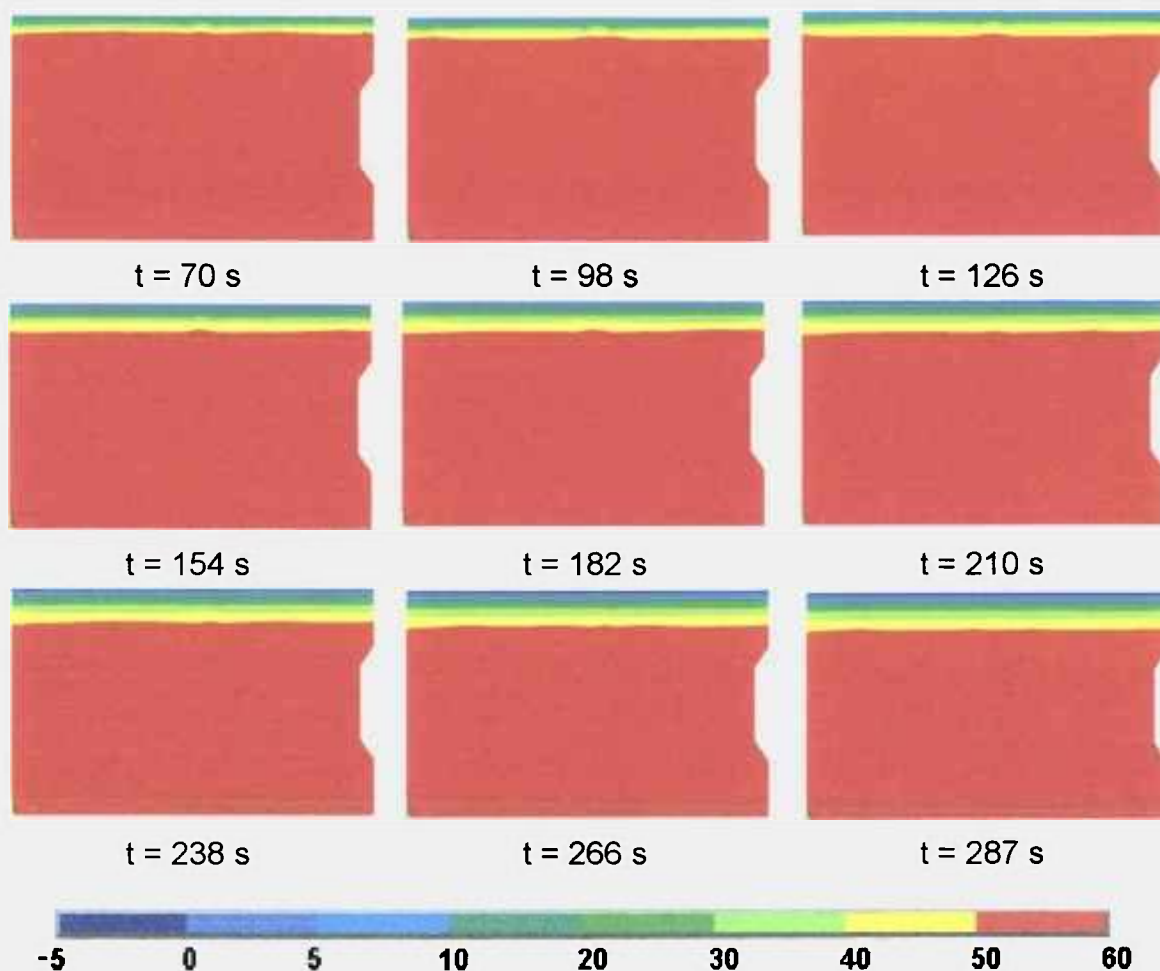 t = 70 s t = 98 s t = 126 s
t = 154 s t = 182 s t = 210 s
t = 238 s t = 266 s t = 287 s
-5 0 5 10 20 30 40 50 60